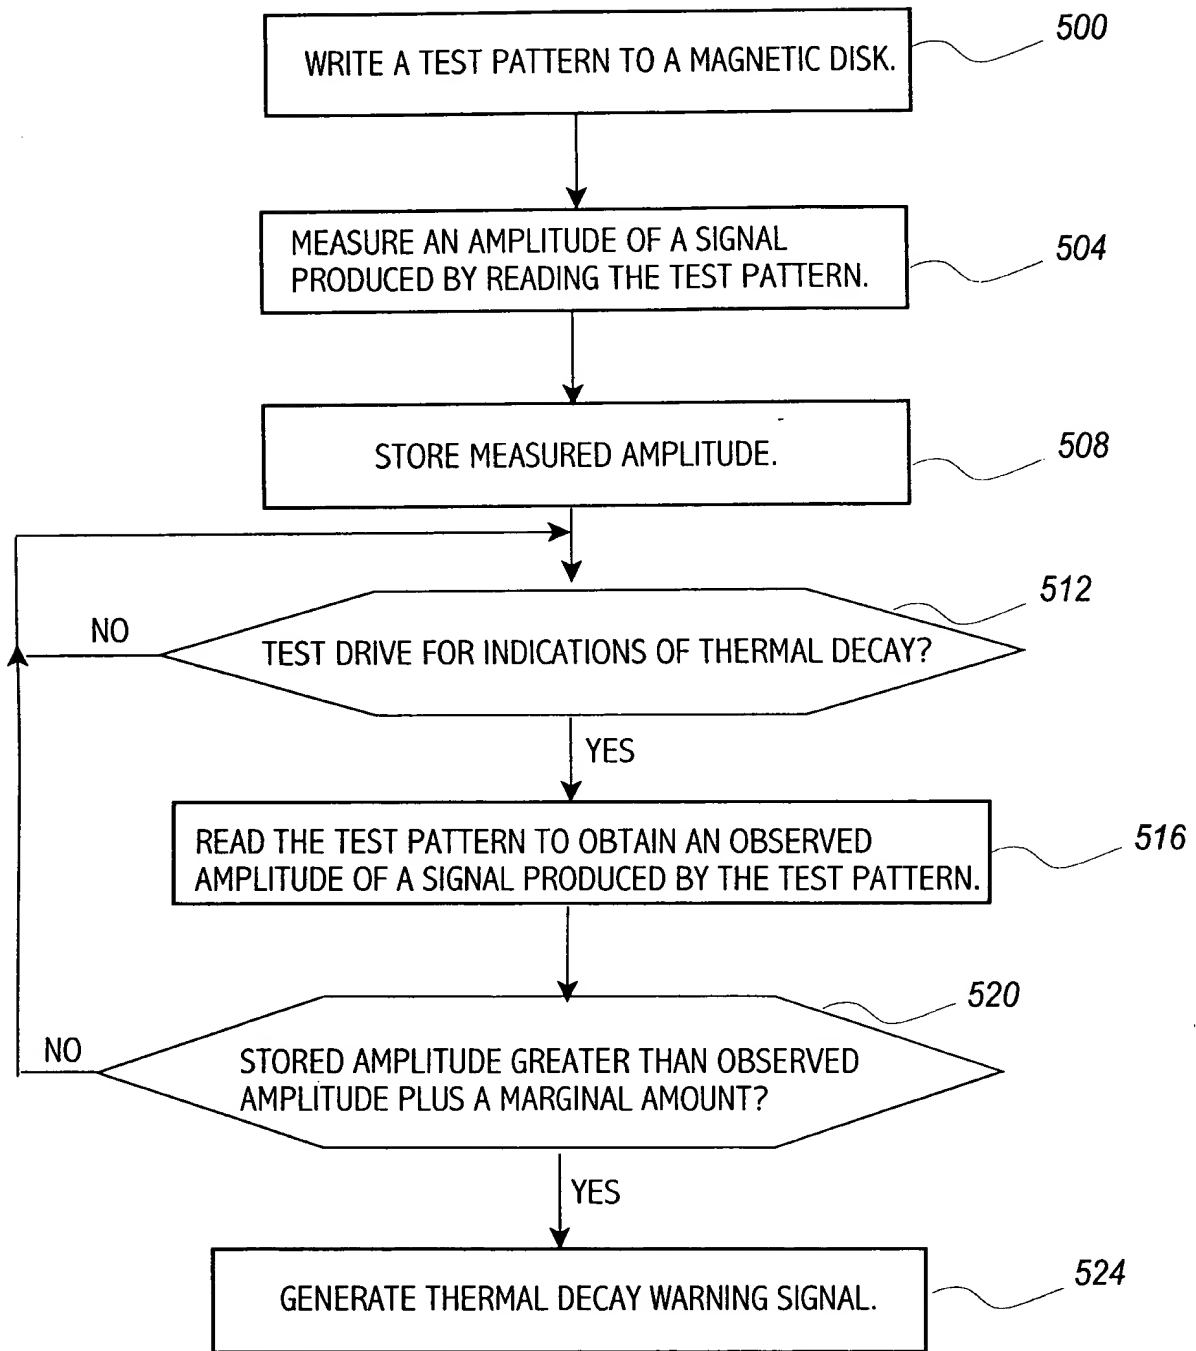 WRITE A TEST PATTERN TO A MAGNETIC DISK.
500
MEASURE AN AMPLITUDE OF A SIGNAL
PRODUCED BY READING THE TEST PATTERN.
504
STORE MEASURED AMPLITUDE.
508
512
NO
TEST DRIVE FOR INDICATIONS OF THERMAL DECAY?
YES
READ THE TEST PATTERN TO OBTAIN AN OBSERVED
AMPLITUDE OF A SIGNAL PRODUCED BY THE TEST PATTERN.
516
520
NO
STORED AMPLITUDE GREATER THAN OBSERVED
AMPLITUDE PLUS A MARGINAL AMOUNT?
YES
GENERATE THERMAL DECAY WARNING SIGNAL.
524